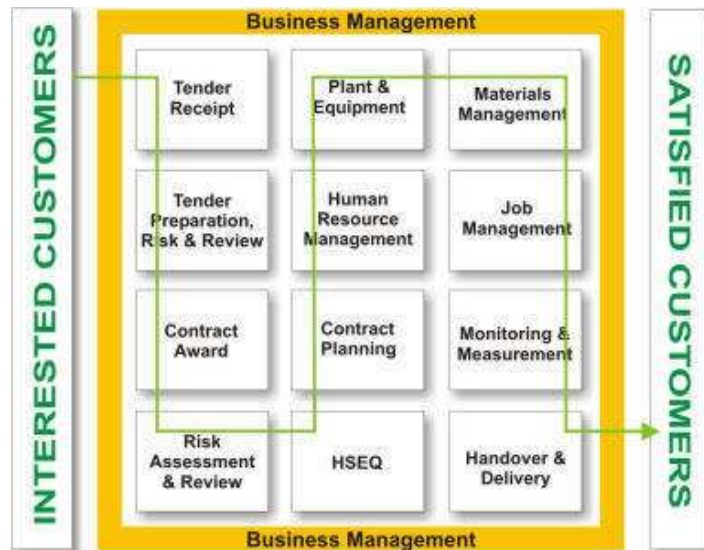 Business Management
INTERESTED CUSTOMERS
Tender
Receipt
Plant &
Equipment
Materials
Management
Tender
Preparation,
Risk & Review
Human
Resource
Management
Job
Management
Contract
Award
Contract
Planning
Monitoring &
Measurement
Risk
Assessment
& Review
HSEQ
Handover &
Delivery
SATISFIED CUSTOMERS
Business Management